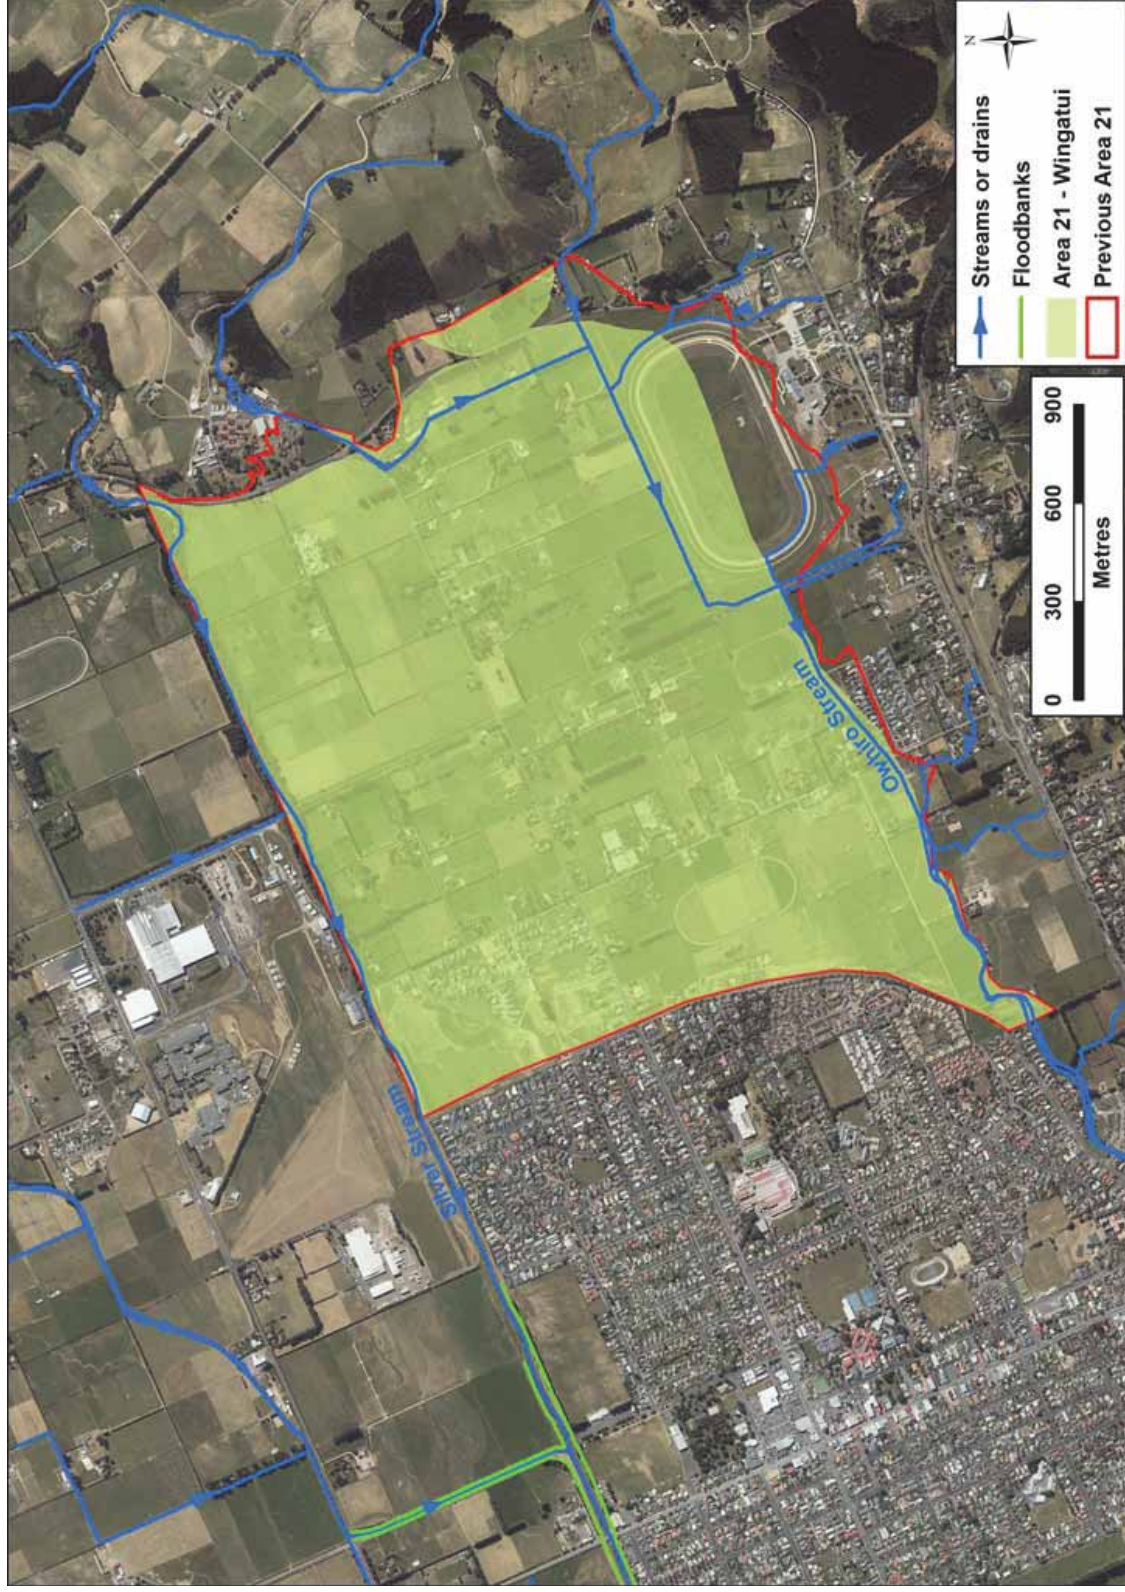 N
Streams or drains
Floodbanks
Area 21 - Wingatui
Previous Area 21
0 300 600 900
Metres
Silver Stream
Owhiro Stream